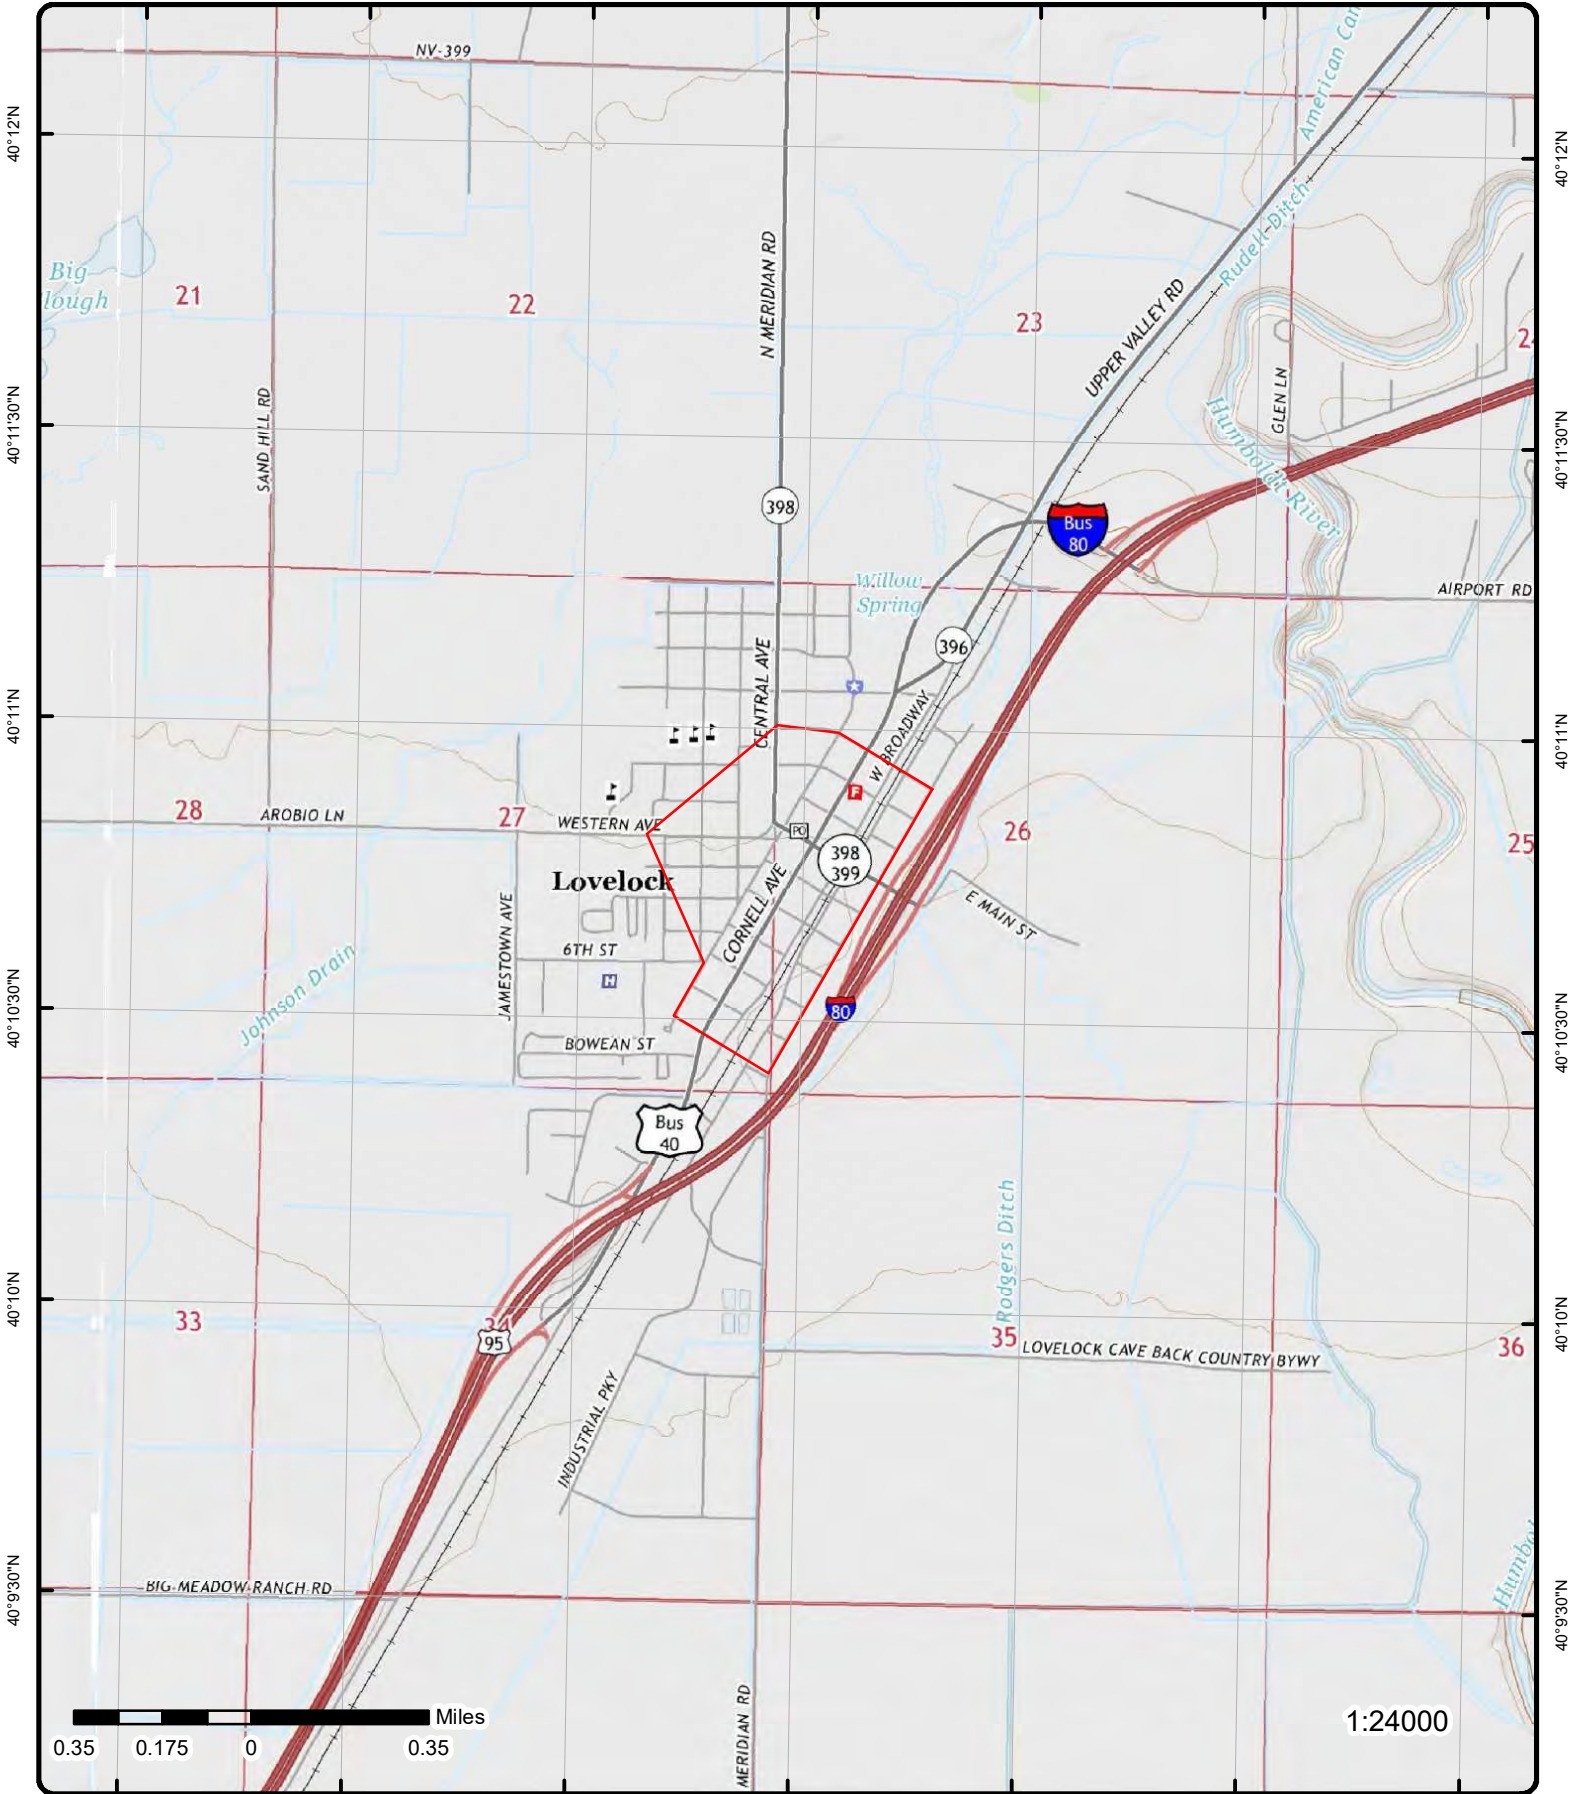 NV-399
American Can
40°12'N
40°12'N
Rudell Ditch
N MERIDIAN RD
Big
lough
21
22
23
UPPER VALLEY RD
2
GLEN LN
SAND HILL RD
Humboldt River
40°11'30"N
40°11'30"N
398
Bus
80
Willow
Spring
AIRPORT RD
396
CENTRAL AVE
W BROADWAY
40°11'N
40°11'N
F
28
AROBIO LN
27
WESTERN AVE
PO
398
399
26
25
Lovelock
CORNELL AVE
E MAIN ST
JAMESTOWN AVE
6TH ST
H
Johnson Drain
80
40°10'30"N
40°10'30"N
BOWEAN ST
Bus
40
Rodgers Ditch
40°10'N
40°10'N
33
34
95
35
LOVELOCK CAVE BACK COUNTRY BYWY
36
INDUSTRIAL PKY
Humbo
BIG MEADOW RANCH RD
40°9'30"N
40°9'30"N
MERIDIAN RD
Miles
0.35
0.175
0
0.35
1:24000